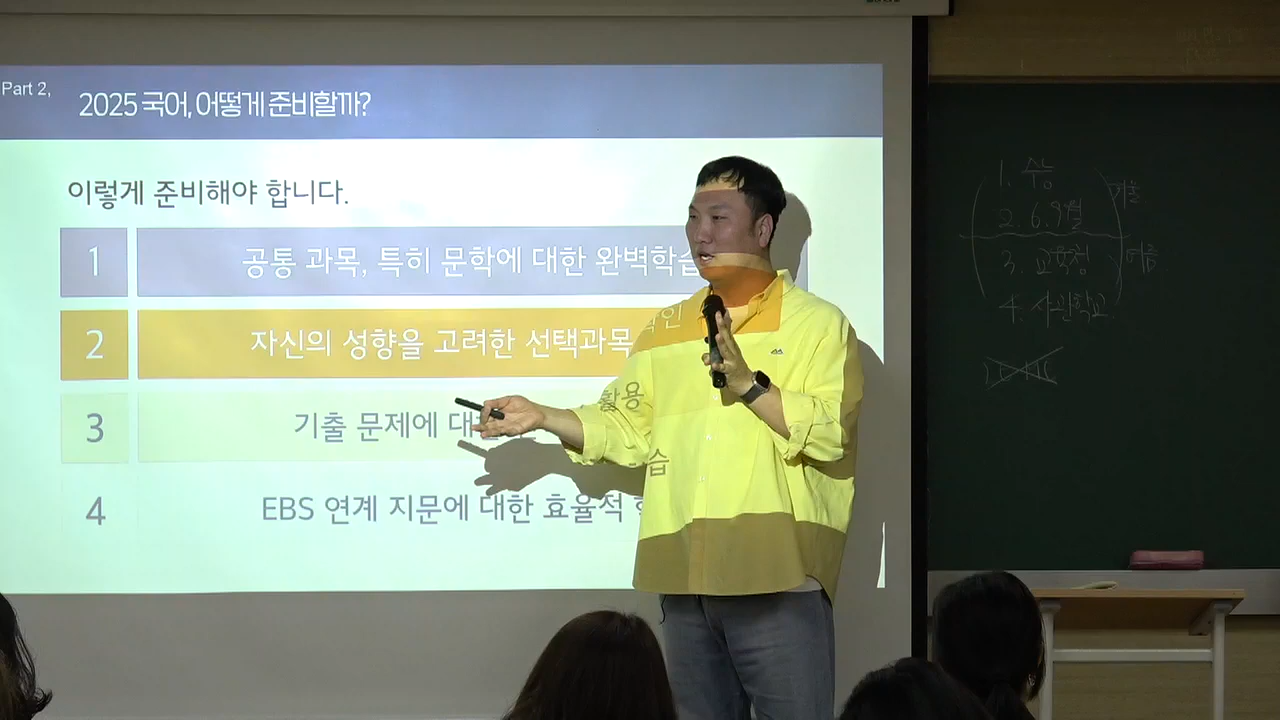 Part 2,
2025 국어, 어떻게 준비할까?
이렇게 준비해야 합니다.
1 공통 과목, 특히 문학에 대한 완벽학습
2 자신의 성향을 고려한 선택과목
3 기출 문제에 대한
활용
습
4 EBS 연계 지문에 대한 효율적
1. 수능
2. 6.9월
기출
3. 교육청
4. 사관학교